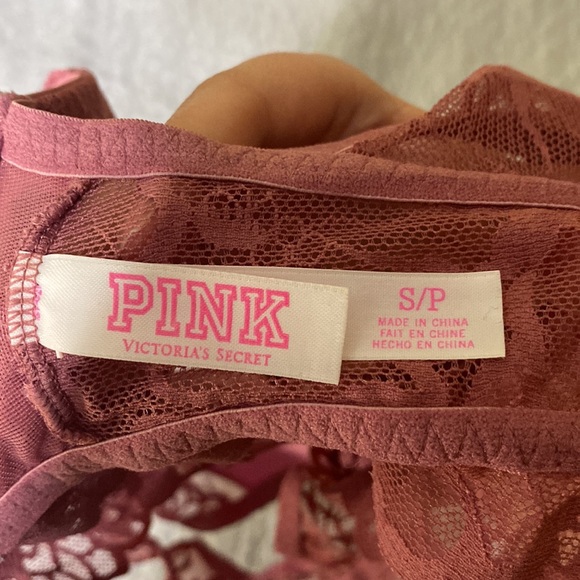 PINK
VICTORIA'S SECRET
S/P
MADE IN CHINA
FAIT EN CHINE
HECHO EN CHINA